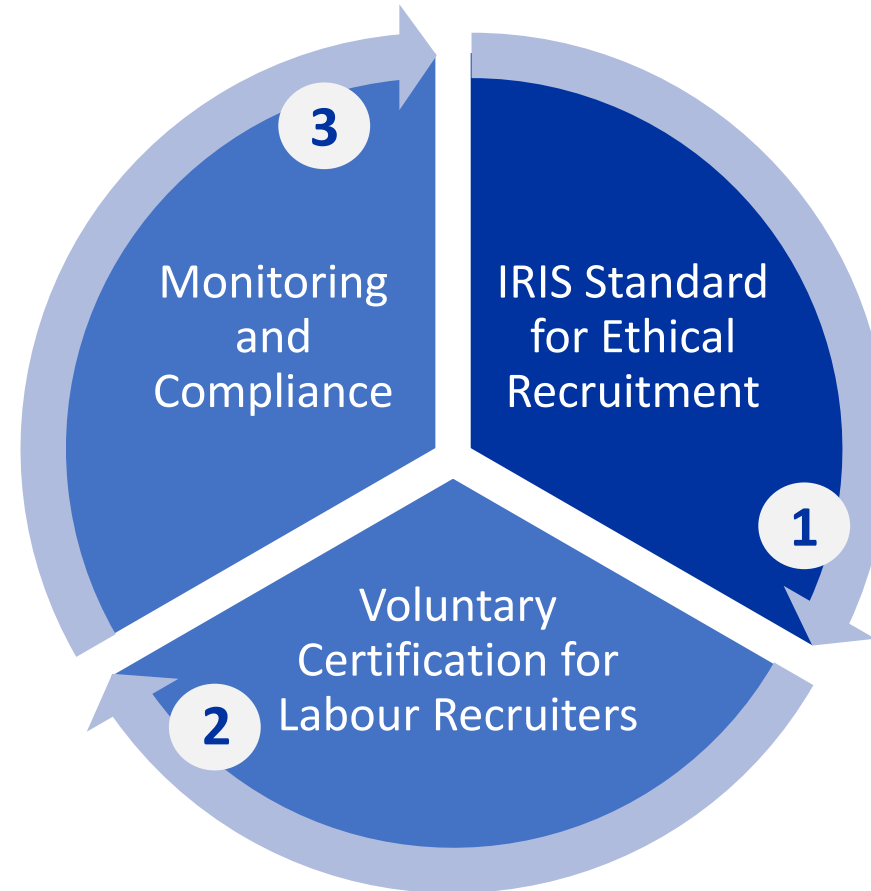 IRIS Standard
for Ethical
Recruitment
1
Voluntary
Certification for
Labour Recruiters
2
Monitoring
and
Compliance
3